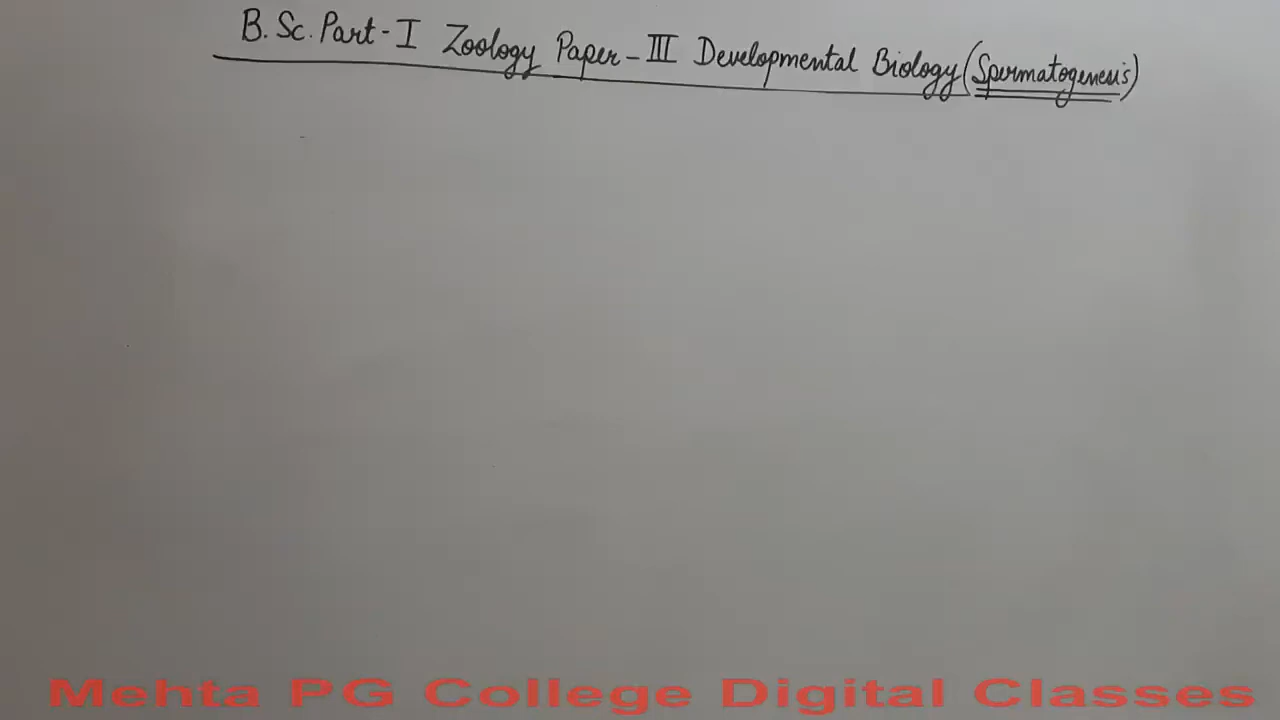 B. Sc. Part - I Zoology Paper - III Developmental Biology (Spermatogenesis)
Mehta PG College Digital Classes